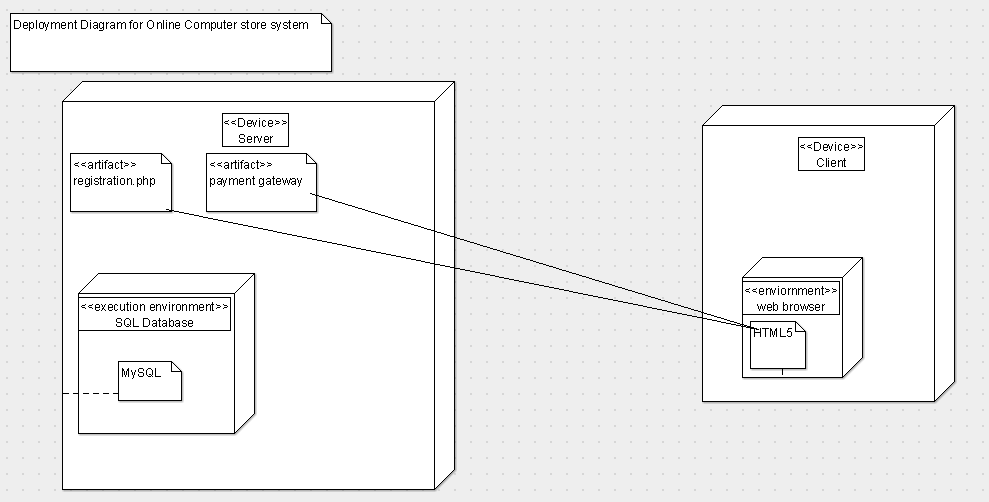 Deployment Diagram for Online Computer store system
<<Device>>
Server
<<artifact>>
registration.php
<<artifact>>
payment gateway
<<execution environment>>
SQL Database
MySQL
<<Device>>
Client
<<enviornment>>
web browser
HTML5